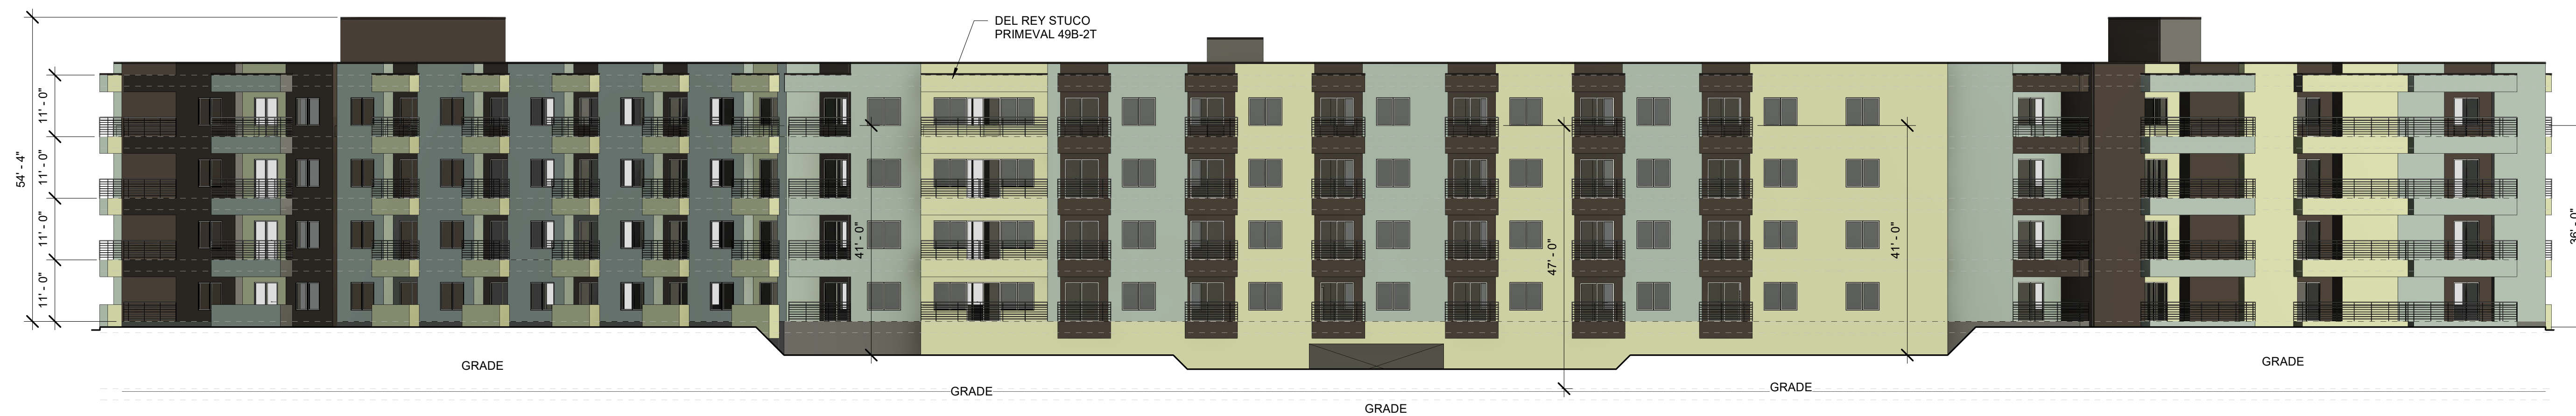 DEL REY STUCO
PRIMEVAL 49B-2T
54' - 4"
11' - 0"
11' - 0"
11' - 0"
11' - 0"
41' - 0"
47' - 0"
41' - 0"
36' - 0"
GRADE
GRADE
GRADE
GRADE
GRADE